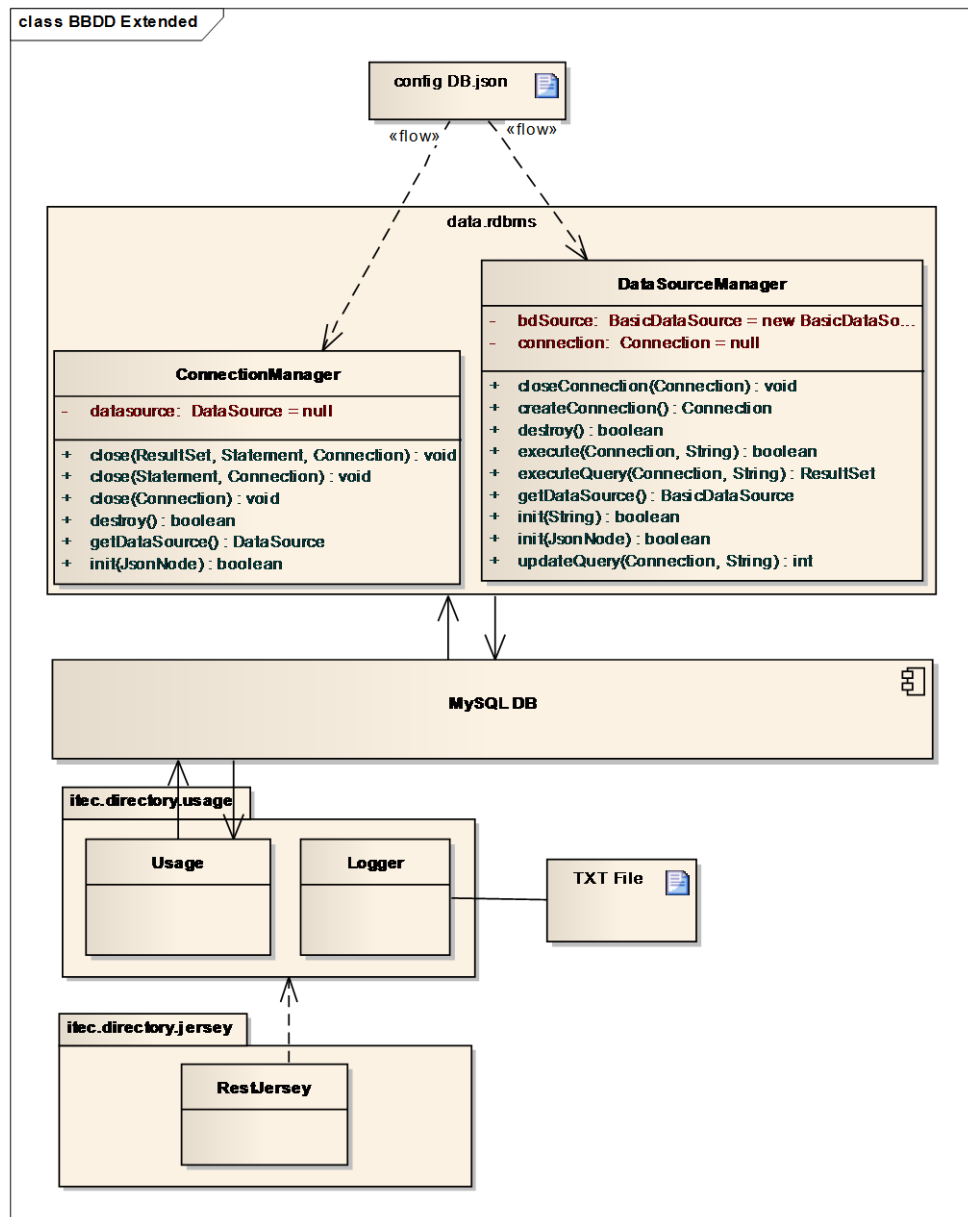 class BBDD Extended
config DB.json
«flow»
«flow»
data.rdbms
DataSourceManager
- bdSource: BasicDataSource = new BasicDataSo...
- connection: Connection = null
+ closeConnection(Connection) : void
+ createConnection() : Connection
+ destroy() : boolean
+ execute(Connection, String) : boolean
+ executeQuery(Connection, String) : ResultSet
+ getDataSource() : BasicDataSource
+ init(String) : boolean
+ init(JsonNode) : boolean
+ updateQuery(Connection, String) : int
ConnectionManager
- datasource: DataSource = null
+ close(ResultSet, Statement, Connection) : void
+ close(Statement, Connection) : void
+ close(Connection) : void
+ destroy() : boolean
+ getDataSource() : DataSource
+ init(JsonNode) : boolean
MySQL DB
itec.directory.usage
Usage
Logger
TXT File
itec.directory.jersey
RestJersey